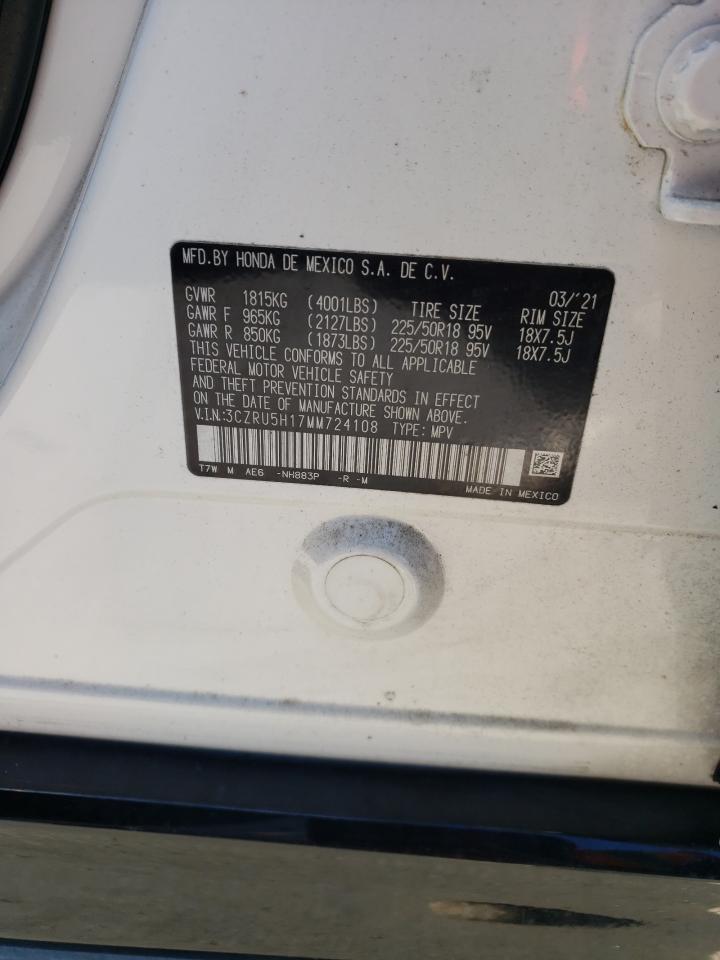 MFD.BY HONDA DE MEXICO S.A. DE C.V.
03/'21
GVWR 1815KG (4001LBS) TIRE SIZE RIM SIZE
GAWR F 965KG (2127LBS) 225/50R18 95V 18X7.5J
GAWR R 850KG (1873LBS) 225/50R18 95V 18X7.5J
THIS VEHICLE CONFORMS TO ALL APPLICABLE
FEDERAL MOTOR VEHICLE SAFETY
AND THEFT PREVENTION STANDARDS IN EFFECT
ON THE DATE OF MANUFACTURE SHOWN ABOVE.
V.I.N:3CZRU5H17MM724108 TYPE: MPV
T7W M AE6 -NH883P -R -M
MADE IN MEXICO